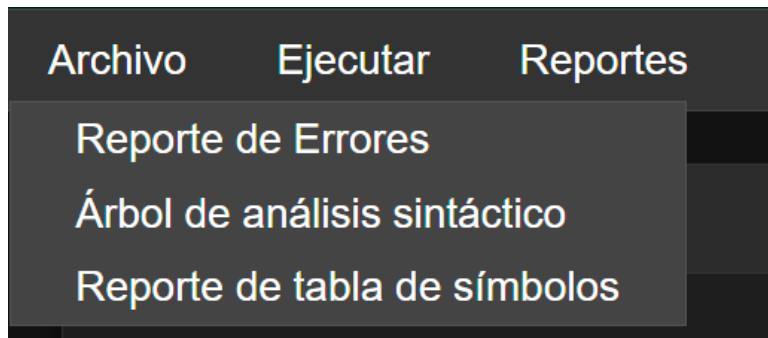 Archivo Ejecutar Reportes
Reporte de Errores
Árbol de análisis sintáctico
Reporte de tabla de símbolos